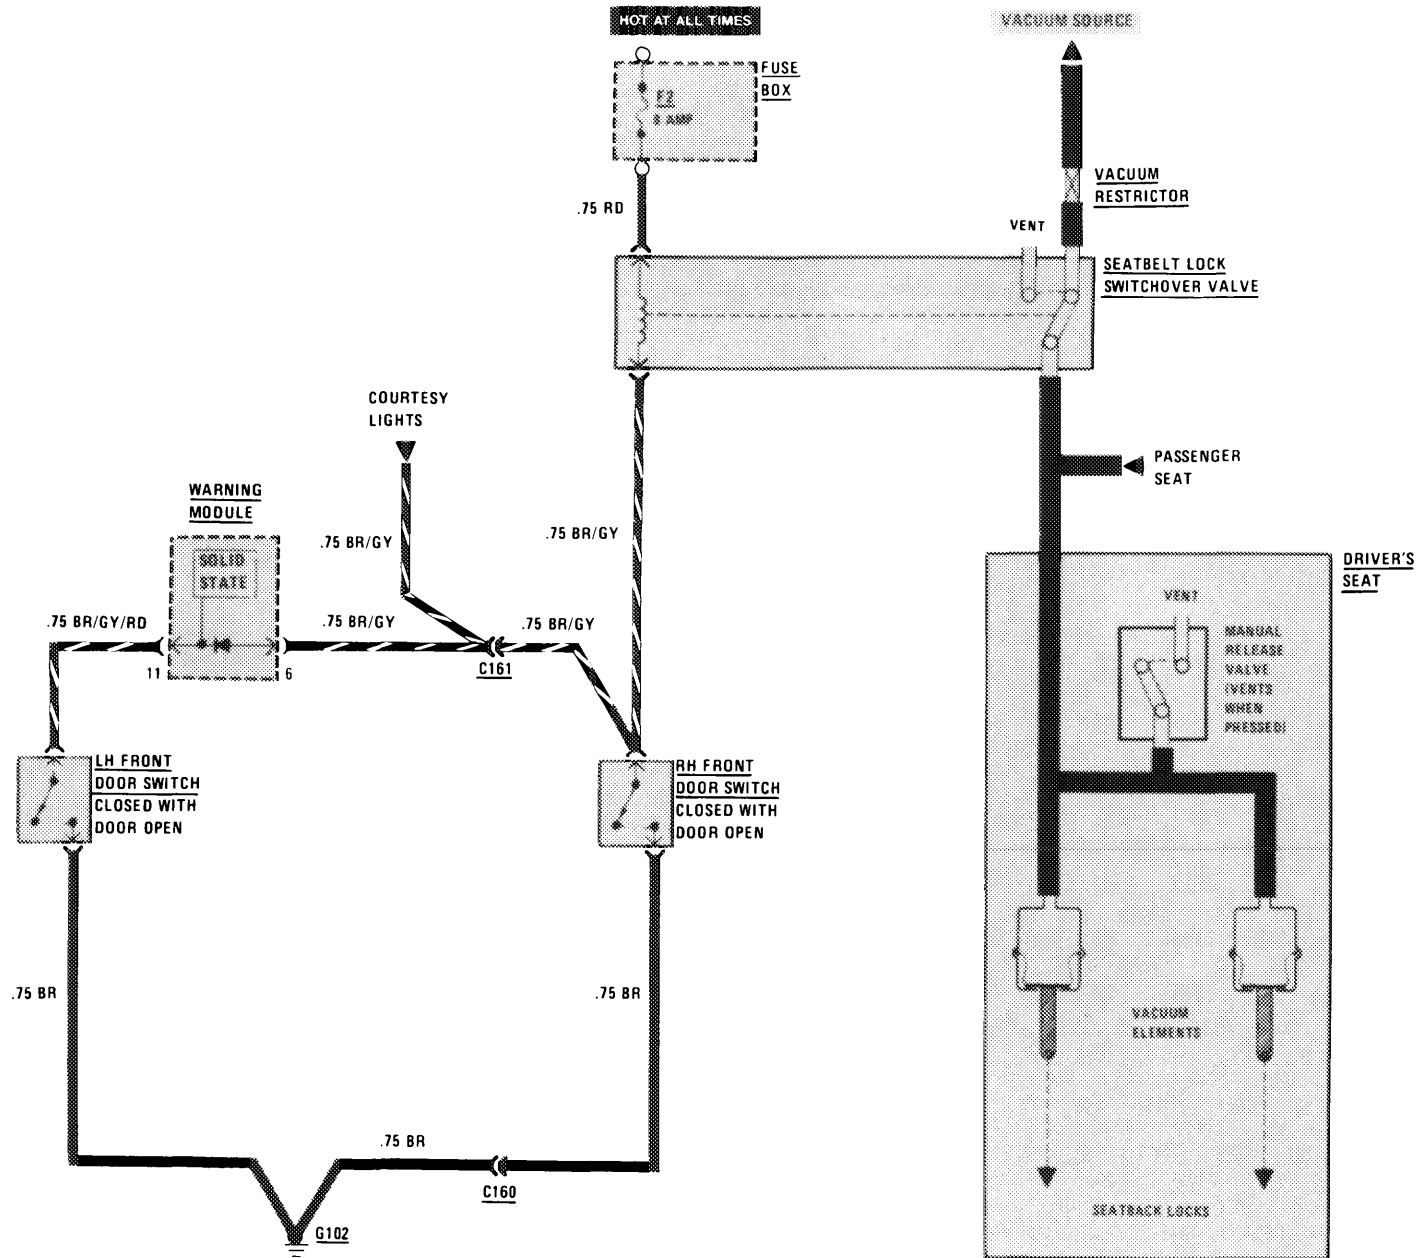 HOT AT ALL TIMES
VACUUM SOURCE
FUSE
BOX
F2
8 AMP
.75 RD
VACUUM
RESTRICTOR
VENT
SEATBELT LOCK
SWITCHOVER VALVE
COURTESY
LIGHTS
PASSENGER
SEAT
WARNING
MODULE
SOLID
STATE
.75 BR/GY
.75 BR/GY
DRIVER'S
SEAT
.75 BR/GY/RD
.75 BR/GY
.75 BR/GY
11
6
C161
VENT
MANUAL
RELEASE
VALVE
(VENTS
WHEN
PRESSED)
LH FRONT
DOOR SWITCH
CLOSED WITH
DOOR OPEN
RH FRONT
DOOR SWITCH
CLOSED WITH
DOOR OPEN
.75 BR
.75 BR
VACUUM
ELEMENTS
.75 BR
C160
SEATBACK LOCKS
G102